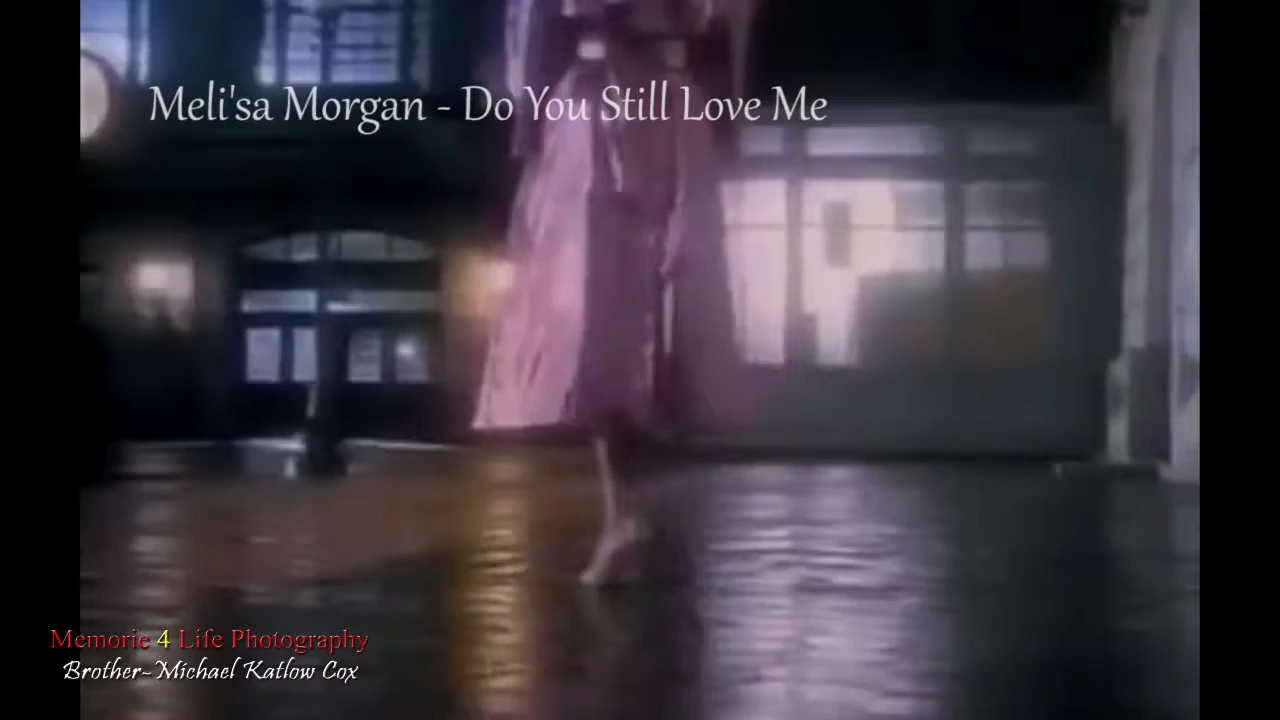 Meli'sa Morgan - Do You Still Love Me
Memorie 4 Life Photography
Brother~Michael Katlow Cox